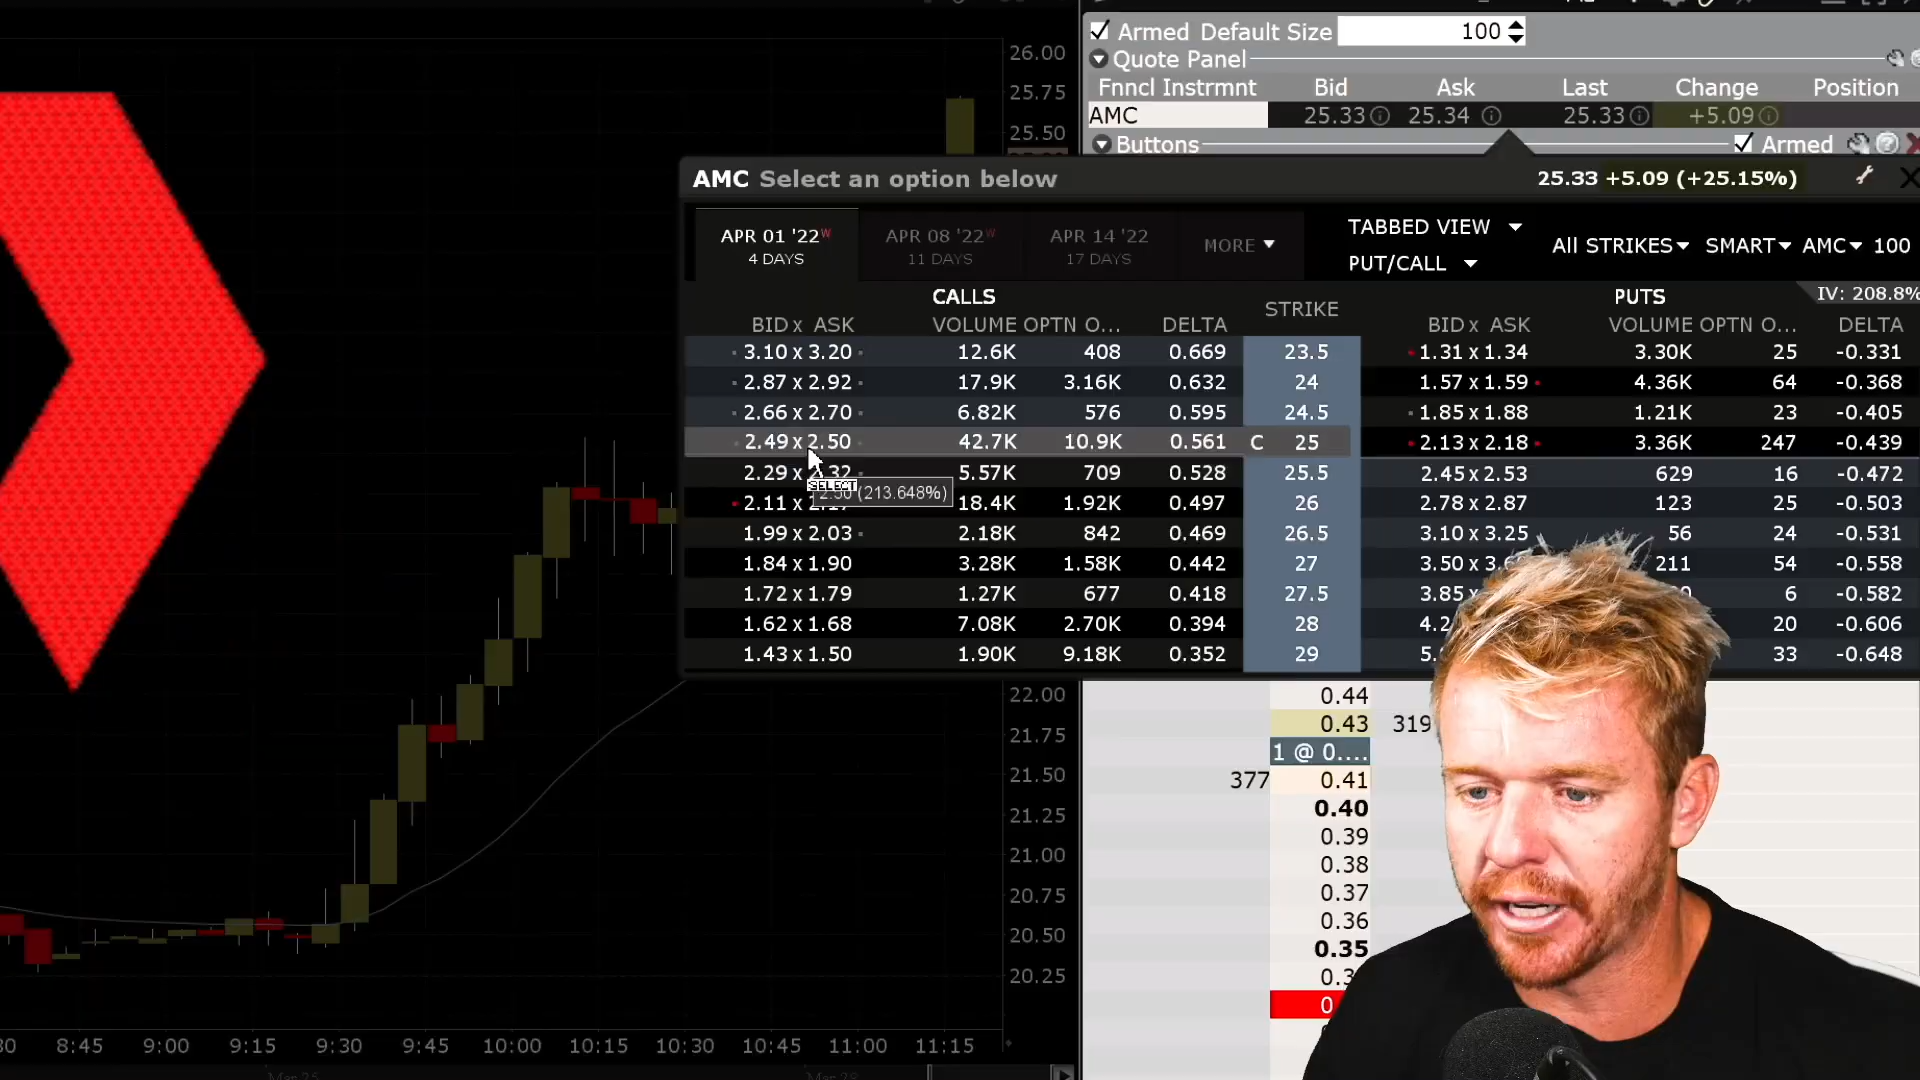 Armed Default Size 100
Quote Panel
Fnncl Instrmnt Bid Ask Last Change Position
AMC 25.33 25.34 25.33 +5.09
Buttons Armed
AMC Select an option below 25.33 +5.09 (+25.15%)
APR 01 '22 W APR 08 '22 W APR 14 '22 MORE TABBED VIEW All STRIKES SMART AMC 100
4 DAYS 11 DAYS 17 DAYS PUT/CALL
CALLS STRIKE PUTS IV: 208.8%
BID x ASK VOLUME OPTN O... DELTA BID x ASK VOLUME OPTN O... DELTA
3.10 x 3.20 12.6K 408 0.669 23.5 1.31 x 1.34 3.30K 25 -0.331
2.87 x 2.92 17.9K 3.16K 0.632 24 1.57 x 1.59 4.36K 64 -0.368
2.66 x 2.70 6.82K 576 0.595 24.5 1.85 x 1.88 1.21K 23 -0.405
2.49 x 2.50 42.7K 10.9K 0.561 C 25 2.13 x 2.18 3.36K 247 -0.439
2.29 x 5.57K 709 0.528 25.5 2.45 x 2.53 629 16 -0.472
SELECT (213.648%)
2.11 x 18.4K 1.92K 0.497 26 2.78 x 2.87 123 25 -0.503
1.99 x 2.03 2.18K 842 0.469 26.5 3.10 x 3.25 56 24 -0.531
1.84 x 1.90 3.28K 1.58K 0.442 27 3.50 x 211 54 -0.558
1.72 x 1.79 1.27K 677 0.418 27.5 3.85 6 -0.582
1.62 x 1.68 7.08K 2.70K 0.394 28 20 -0.606
1.43 x 1.50 1.90K 9.18K 0.352 29 33 -0.648
26.00
25.75
25.50
22.00
21.75
21.50
21.25
21.00
20.75
20.50
20.25
8:45 9:00 9:15 9:30 9:45 10:00 10:15 10:30 10:45 11:00 11:15
0.44
0.43 319
1 @ 0....
377 0.41
0.40
0.39
0.38
0.37
0.36
0.35